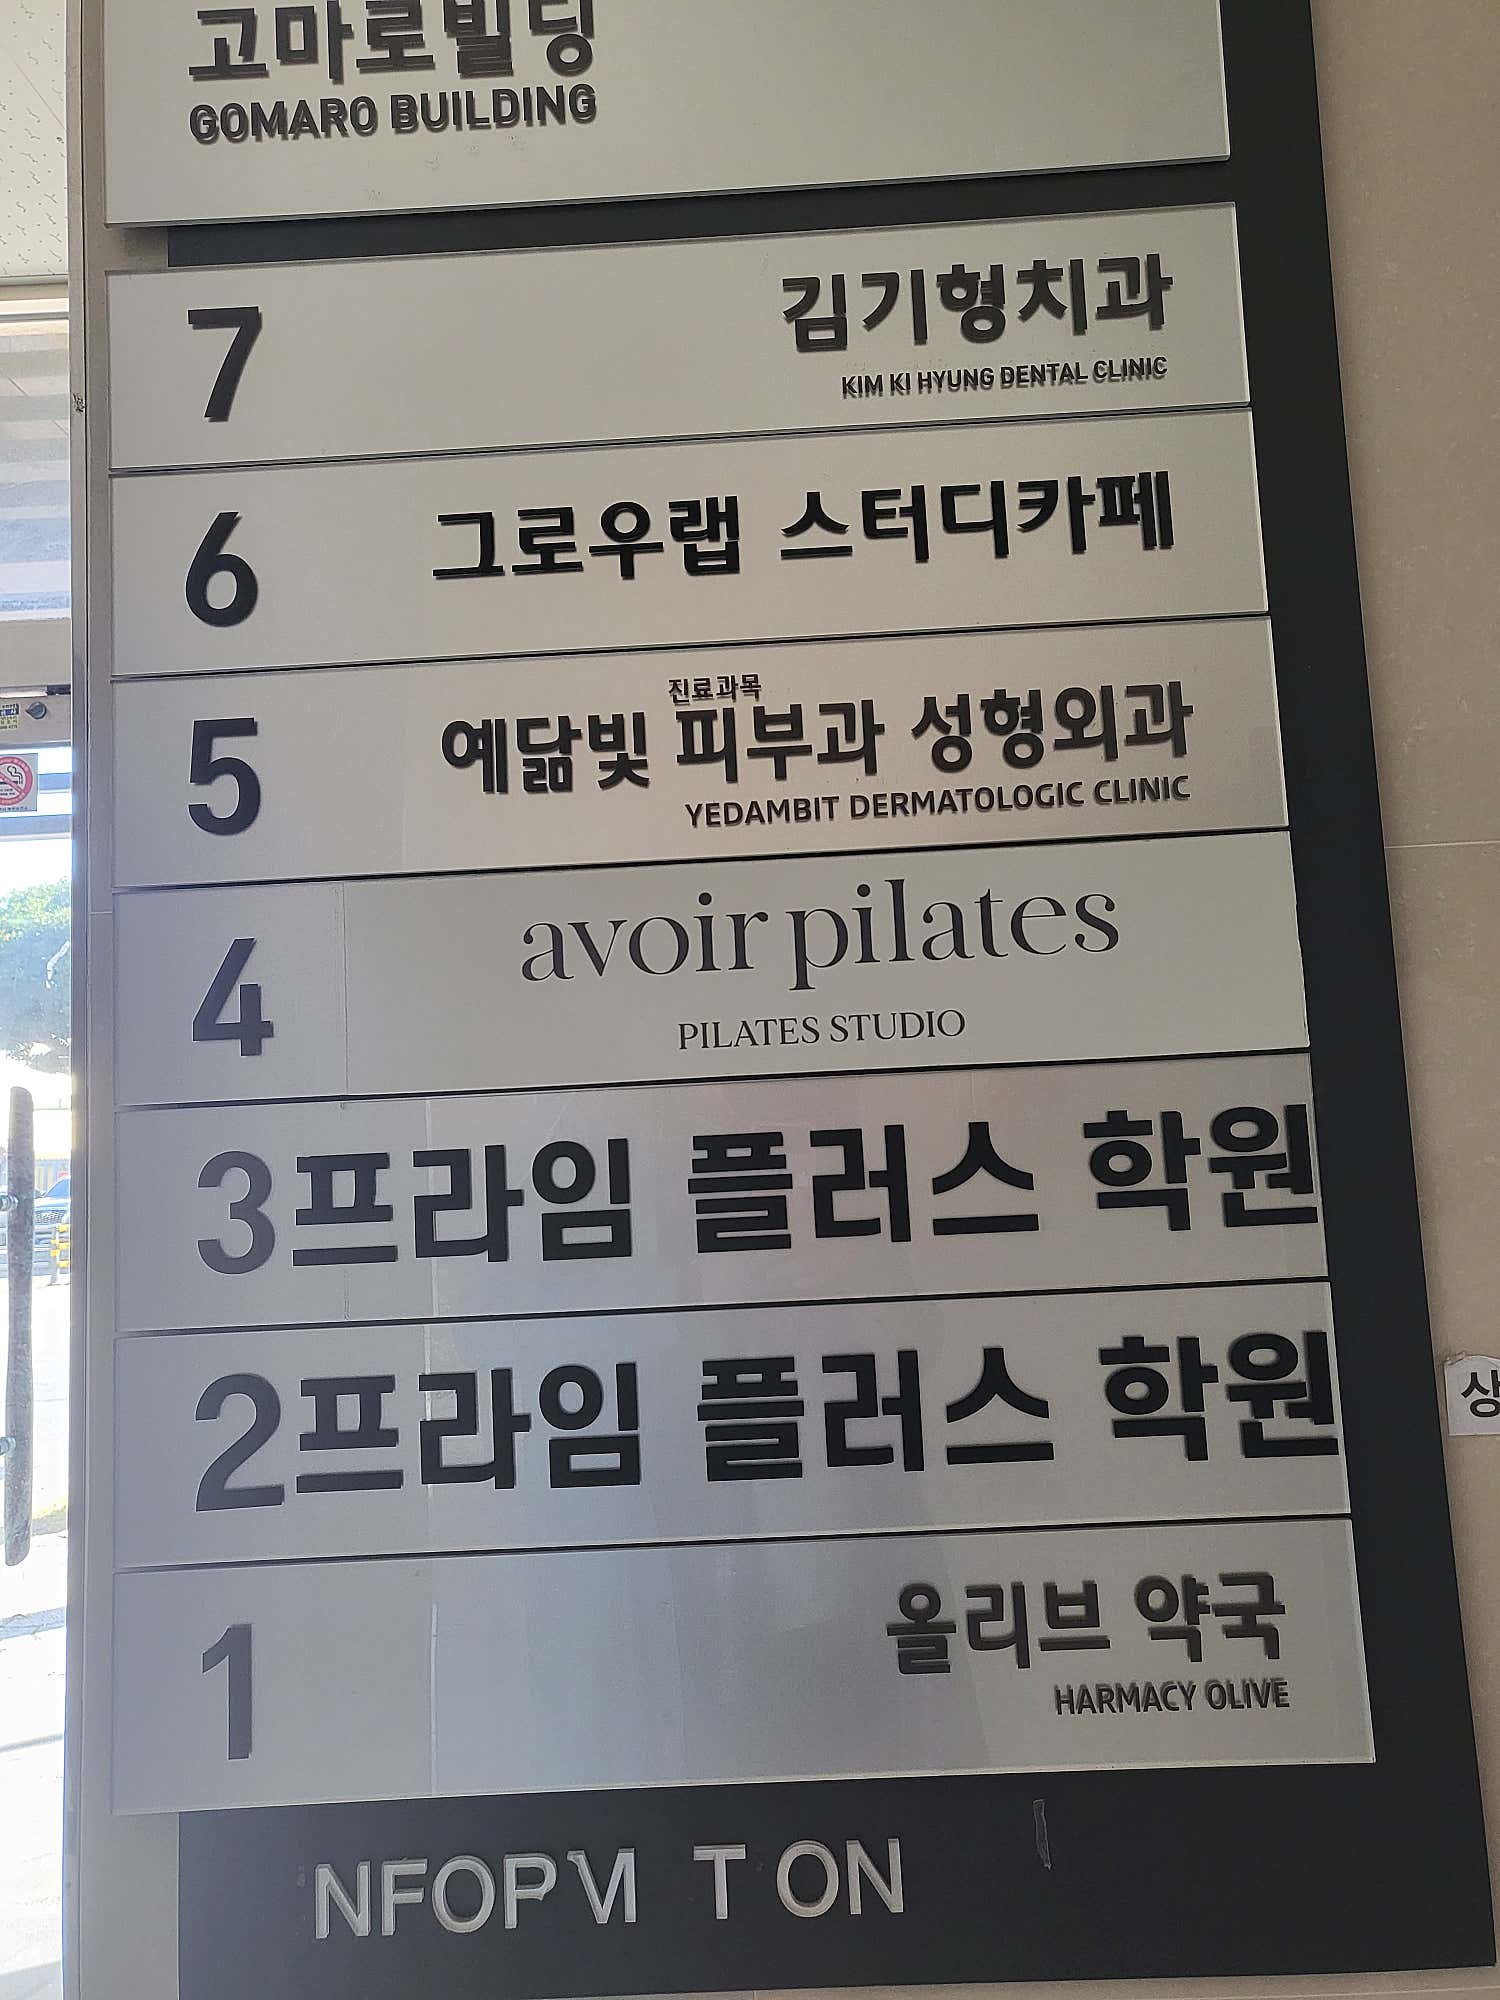 고마로빌딩
GOMARO BUILDING
7
김기형치과
KIM KI HYUNG DENTAL CLINIC
6 그로우랩 스터디카페
진료과목
5 예닮빛 피부과 성형외과
YEDAMBIT DERMATOLOGIC CLINIC
avoir pilates
4
PILATES STUDIO
3 프라임 플러스 학원
2 프라임 플러스 학원
올리브 약국
1
HARMACY OLIVE
NFORM T ON
상